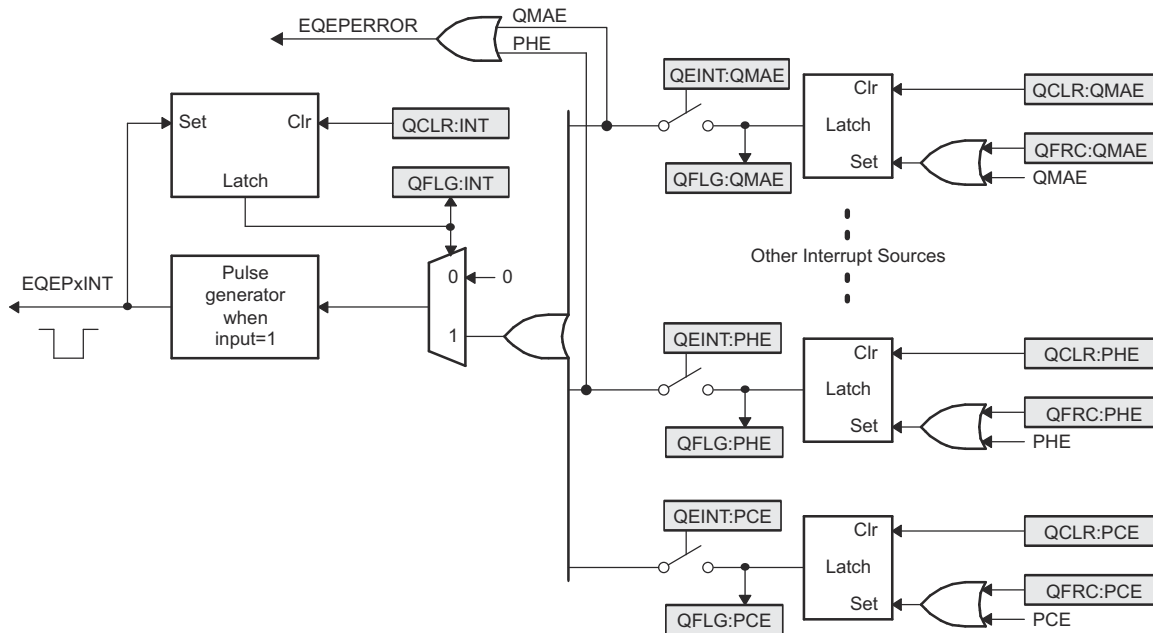 EQEPERROR
QMAE
PHE
Set
Clr
Latch
QCLR:INT
QFLG:INT
EQEPxINT
Pulse
generator
when
input=1
0
0
1
QEINT:QMAE
QFLG:QMAE
Clr
Latch
Set
QCLR:QMAE
QFRC:QMAE
QMAE
Other Interrupt Sources
QEINT:PHE
QFLG:PHE
Clr
Latch
Set
QCLR:PHE
QFRC:PHE
PHE
QEINT:PCE
QFLG:PCE
Clr
Latch
Set
QCLR:PCE
QFRC:PCE
PCE